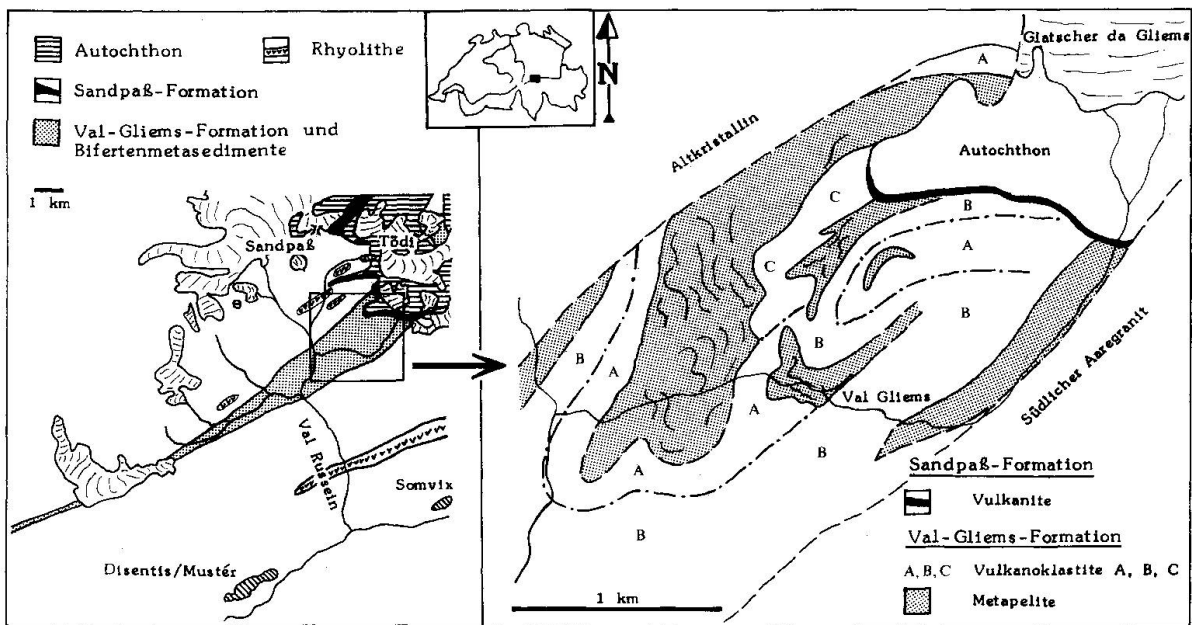 Autochthon
Rhyolithe
Sandpaß-Formation
Val-Gliems-Formation und
Bifertenmetasedimente
1 km
N
Sandpaß
Tödi
Val Russein
Somvix
Disentis/Mustér
Glatscher da Gliems
A
Altkristallin
Autochthon
C
B
A
C
B
B
B
A
Val Gliems
A
B
A
B
Südlicher Aaregranit
1 km
Sandpaß-Formation
Vulkanite
Val-Gliems-Formation
A, B, C Vulkanoklastite A, B, C
Metapelite